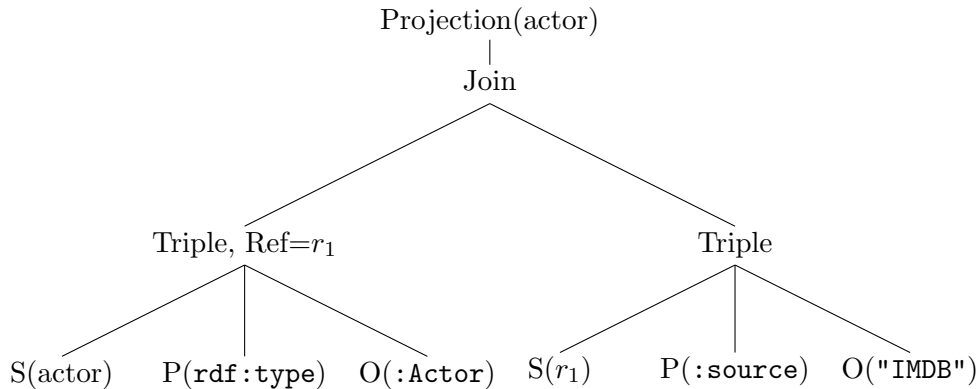 Projection(actor)
Join
Triple, Ref=r₁ Triple
S(actor) P(rdf:type) O(:Actor) S(r₁) P(:source) O("IMDB")